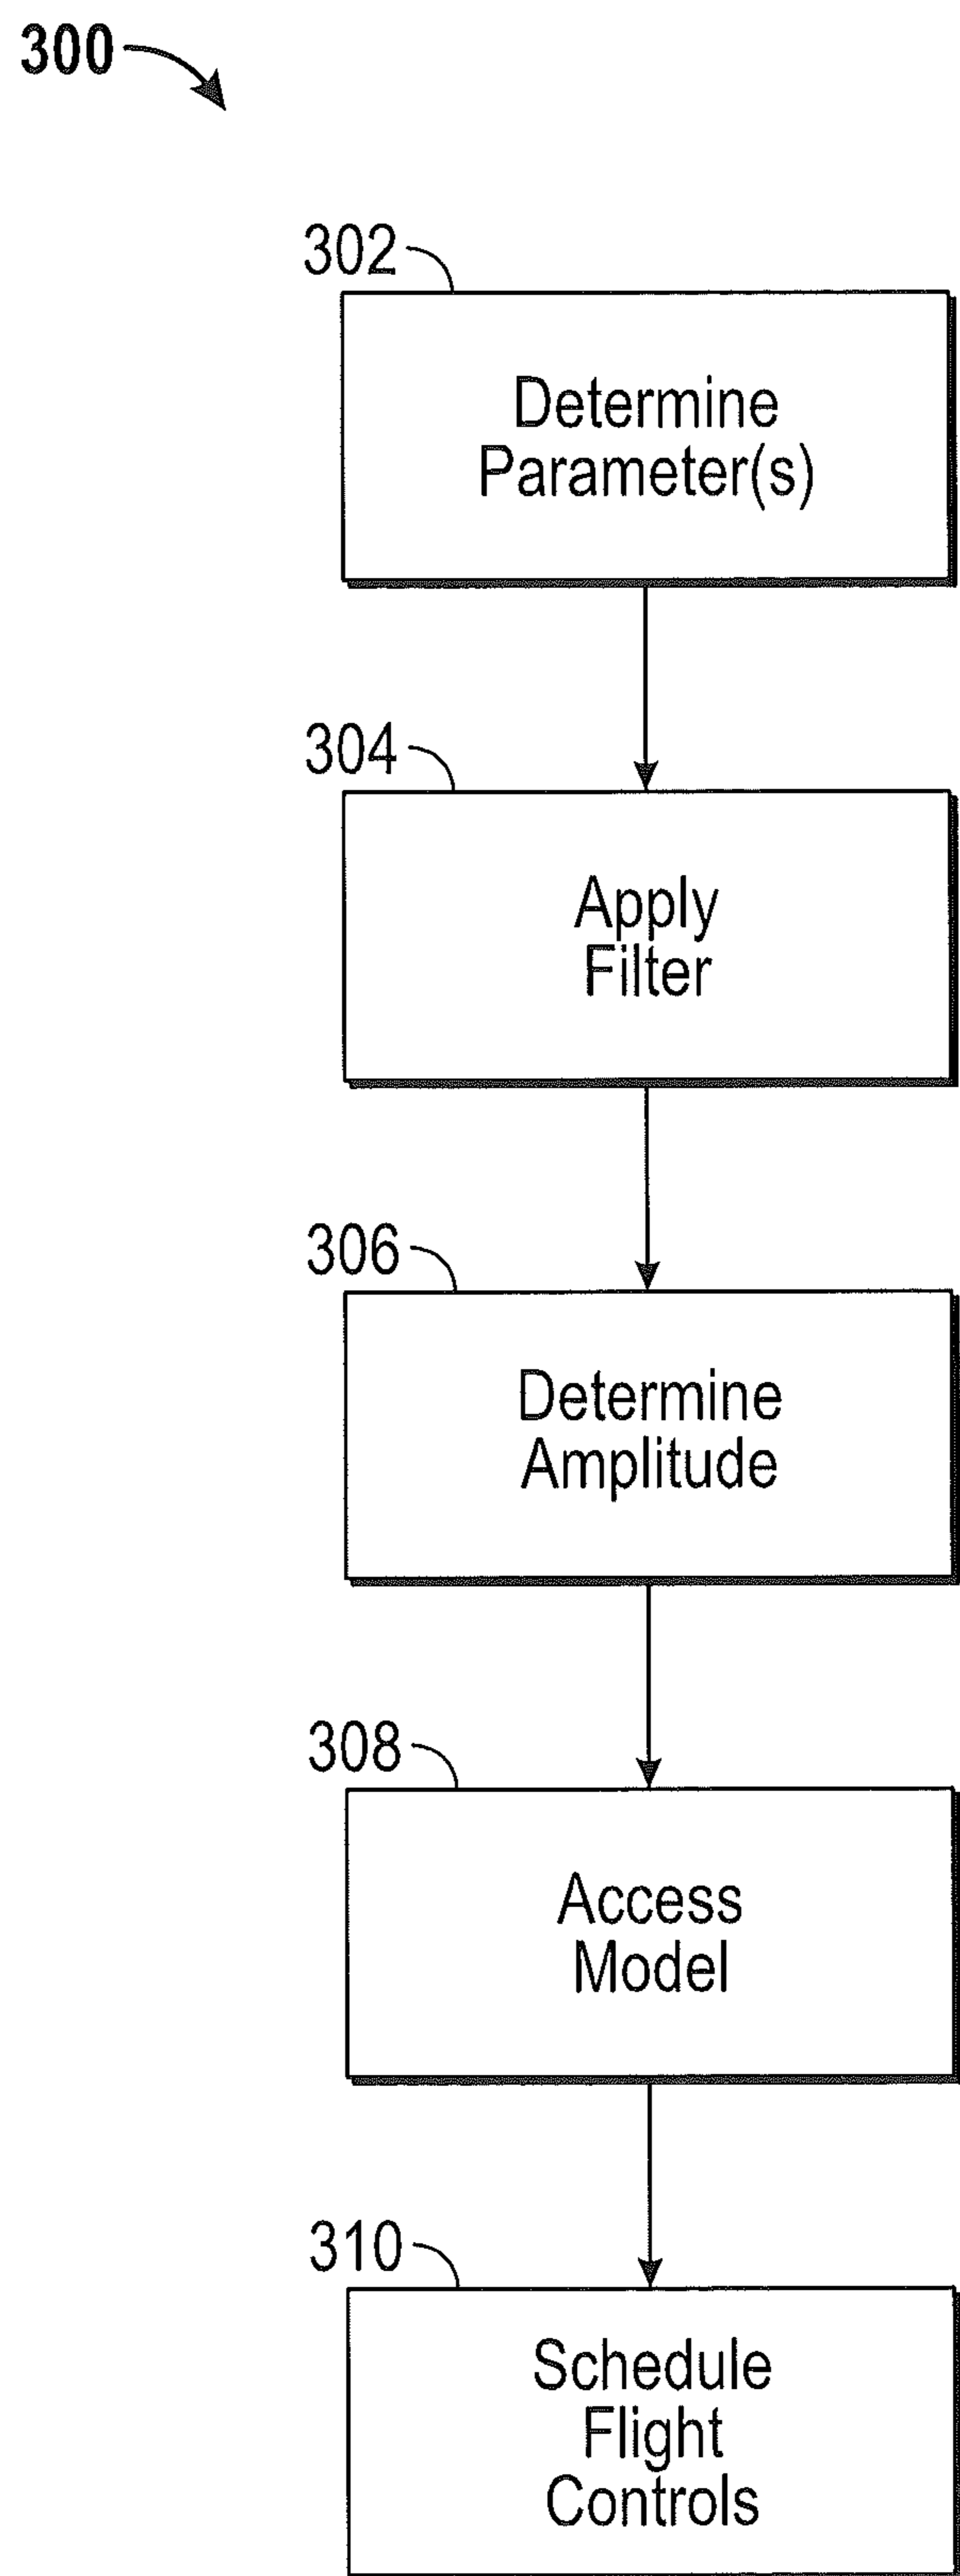 300
302
Determine
Parameter(s)
304
Apply
Filter
306
Determine
Amplitude
308
Access
Model
310
Schedule
Flight
Controls